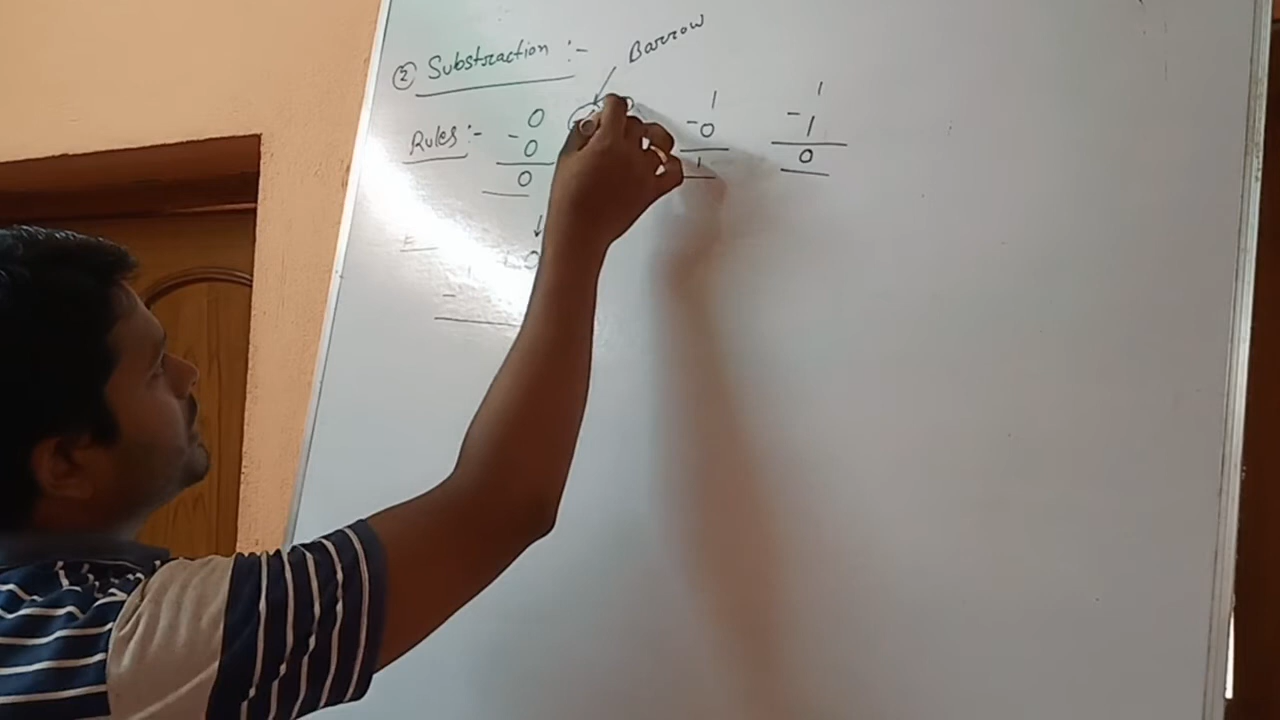 ② Substraction :-
Barrow
Rules :-
0 1 1
- 0 - 0 - 1
0 1 0